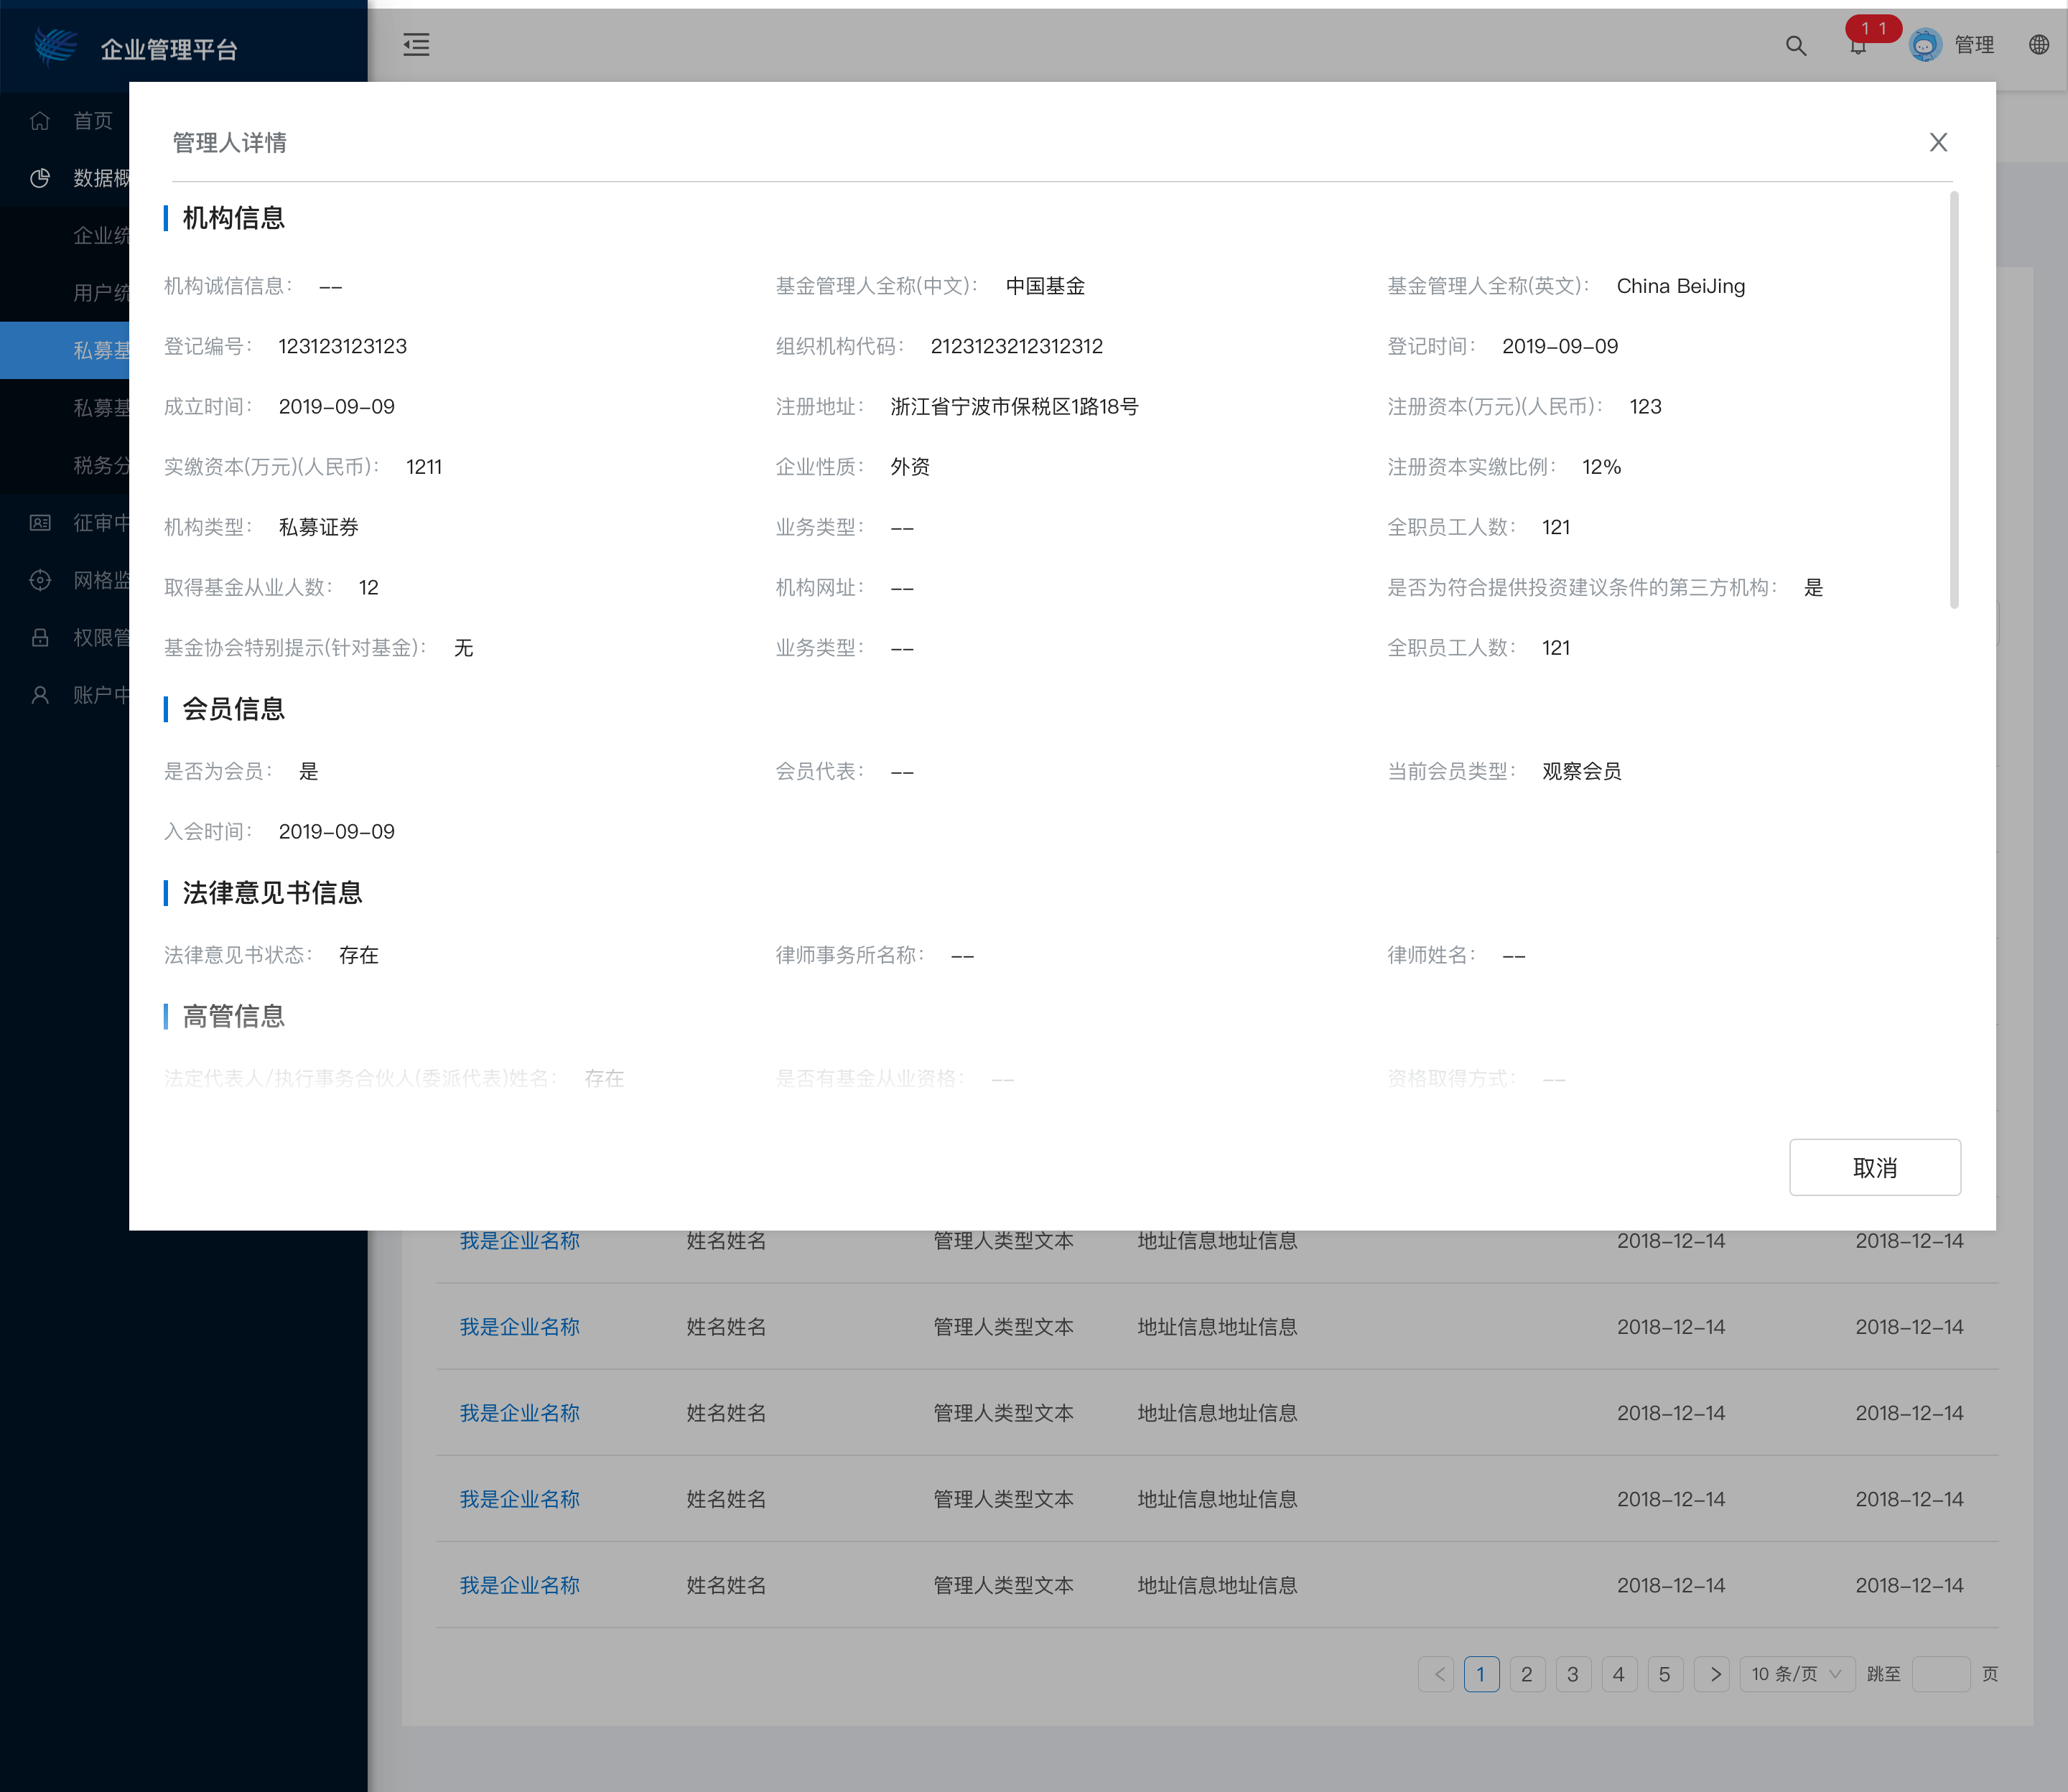 企业管理平台
11
管理
首页
数据概
企业统
用户统
私募基
私募基
税务分
征审中
网格监
权限管
账户中
管理人详情
机构信息
机构诚信信息： --
基金管理人全称(中文)： 中国基金
基金管理人全称(英文)： China BeiJing
登记编号： 123123123123
组织机构代码： 2123123212312312
登记时间： 2019-09-09
成立时间： 2019-09-09
注册地址： 浙江省宁波市保税区1路18号
注册资本(万元)(人民币)： 123
实缴资本(万元)(人民币)： 1211
企业性质： 外资
注册资本实缴比例： 12%
机构类型： 私募证券
业务类型： --
全职员工人数： 121
取得基金从业人数： 12
机构网址： --
是否为符合提供投资建议条件的第三方机构： 是
基金协会特别提示(针对基金)： 无
业务类型： --
全职员工人数： 121
会员信息
是否为会员： 是
会员代表： --
当前会员类型： 观察会员
入会时间： 2019-09-09
法律意见书信息
法律意见书状态： 存在
律师事务所名称： --
律师姓名： --
高管信息
法定代表人/执行事务合伙人(委派代表)姓名： 存在
是否有基金从业资格： --
资格取得方式： --
取消
我是企业名称 姓名姓名 管理人类型文本 地址信息地址信息 2018-12-14 2018-12-14
我是企业名称 姓名姓名 管理人类型文本 地址信息地址信息 2018-12-14 2018-12-14
我是企业名称 姓名姓名 管理人类型文本 地址信息地址信息 2018-12-14 2018-12-14
我是企业名称 姓名姓名 管理人类型文本 地址信息地址信息 2018-12-14 2018-12-14
我是企业名称 姓名姓名 管理人类型文本 地址信息地址信息 2018-12-14 2018-12-14
1 2 3 4 5 10 条/页 跳至 页